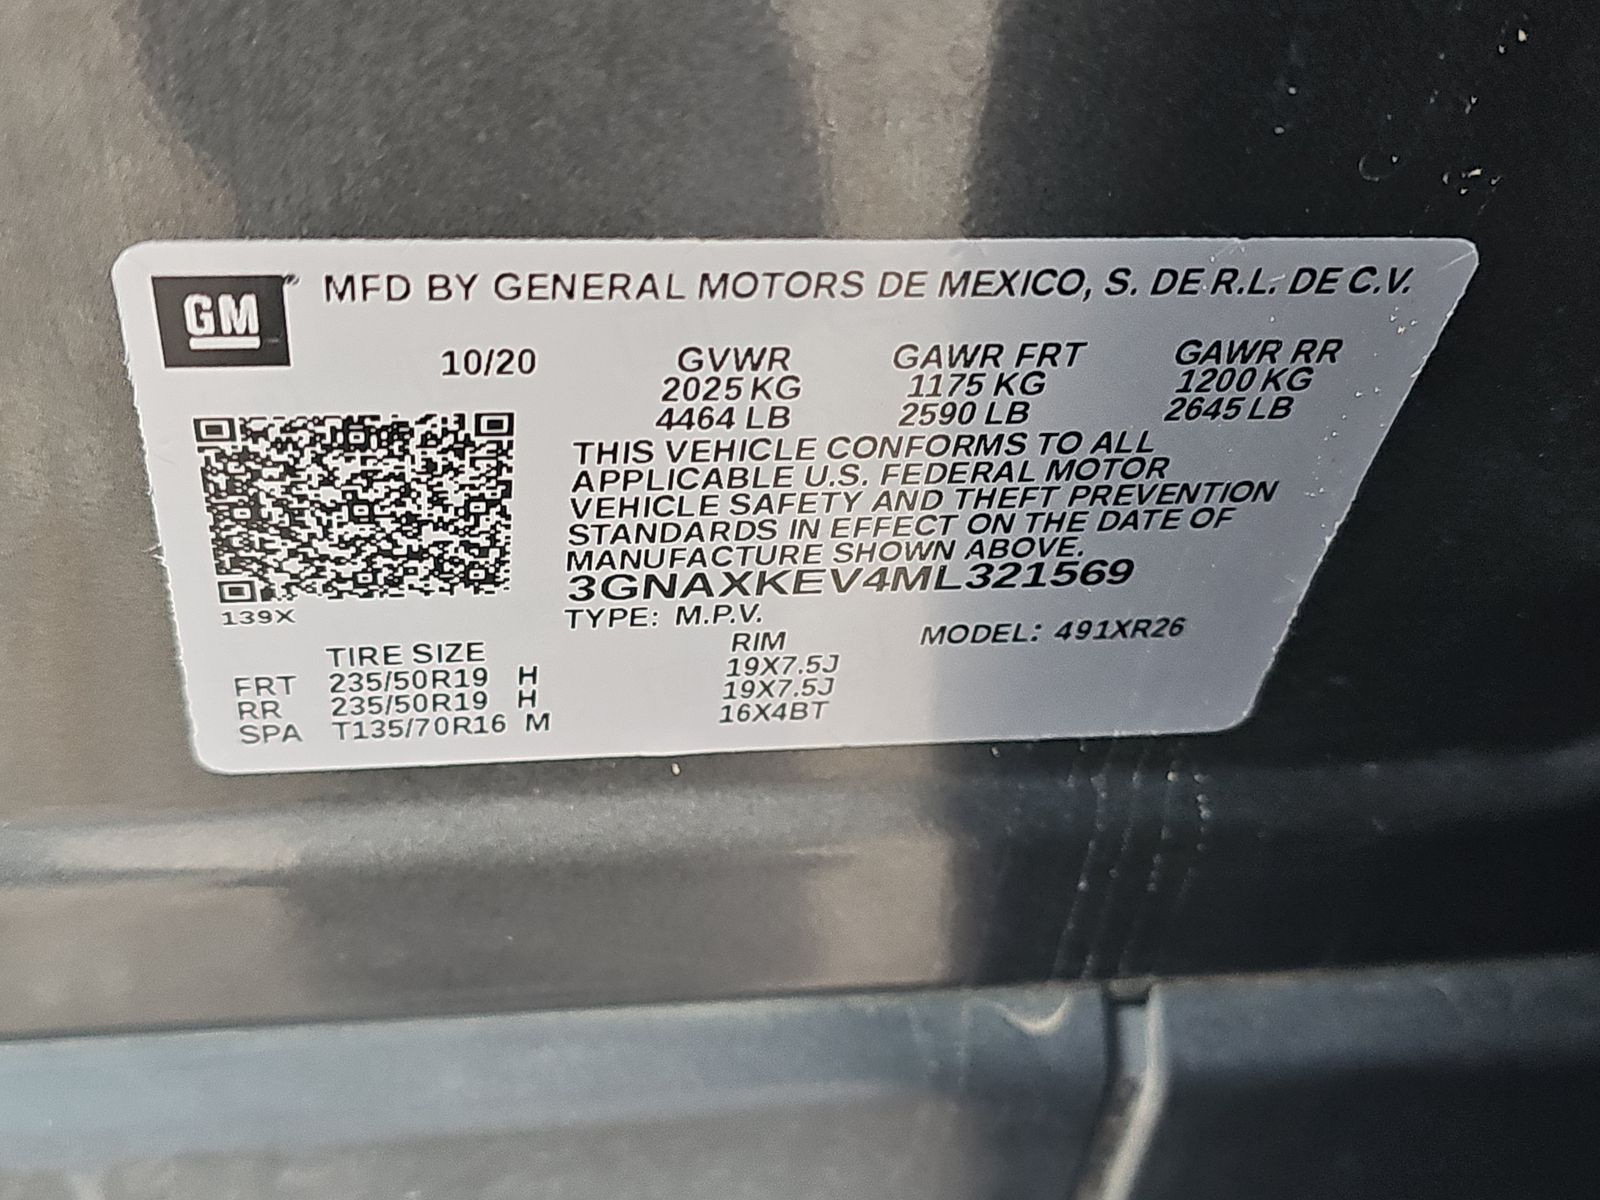 GM MFD BY GENERAL MOTORS DE MEXICO, S. DE R.L. DE C.V.
10/20 GVWR GAWR FRT GAWR RR
2025 KG 1175 KG 1200 KG
4464 LB 2590 LB 2645 LB
THIS VEHICLE CONFORMS TO ALL
APPLICABLE U.S. FEDERAL MOTOR
VEHICLE SAFETY AND THEFT PREVENTION
STANDARDS IN EFFECT ON THE DATE OF
MANUFACTURE SHOWN ABOVE.
3GNAXKEV4ML321569
139X
TYPE: M.P.V. MODEL: 491XR26
TIRE SIZE RIM
FRT 235/50R19 H 19X7.5J
RR 235/50R19 H 19X7.5J
SPA T135/70R16 M 16X4BT